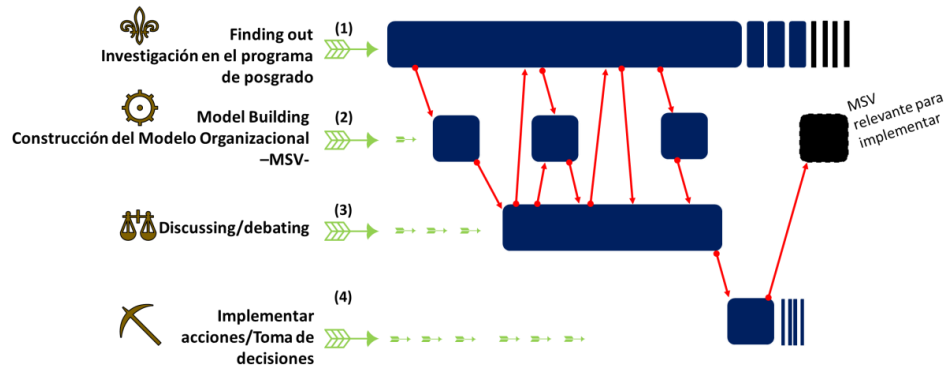 (1)
Finding out
Investigación en el programa
de posgrado
(2)
Model Building
Construcción del Modelo Organizacional
–MSV-
MSV
relevante para
implementar
(3)
Discussing/debating
(4)
Implementar
acciones/Toma de
decisiones